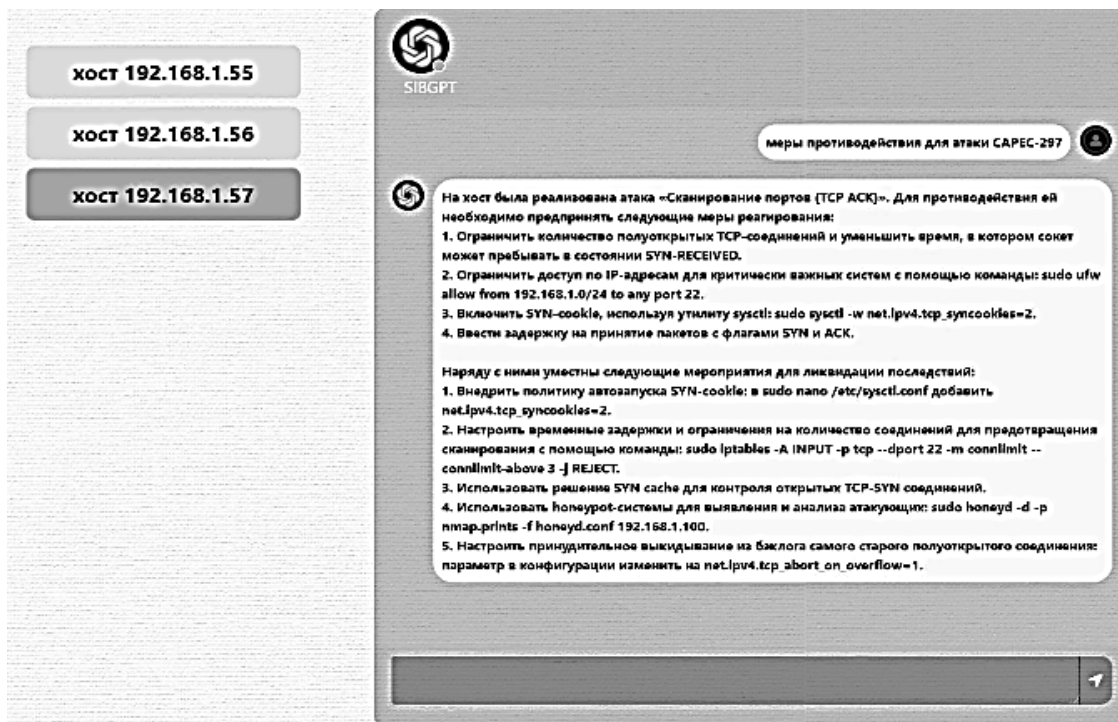 хост 192.168.1.55
хост 192.168.1.56
хост 192.168.1.57
SIBGPT
меры противодействия для атаки CAPEC-297
На хост была реализована атака «Сканирование портов {TCP ACK}». Для противодействия ей
необходимо предпринять следующие меры реагирования:
1. Ограничить количество полуоткрытых TCP-соединений и уменьшить время, в котором сокет
может пребывать в состоянии SYN-RECEIVED.
2. Ограничить доступ по IP-адресам для критически важных систем с помощью команды: sudo ufw
allow from 192.168.1.0/24 to any port 22.
3. Включить SYN-cookie, используя утилиту sysctl: sudo sysctl -w net.ipv4.tcp_syncookies=2.
4. Ввести задержку на принятие пакетов с флагами SYN и ACK.
Наряду с ними уместны следующие мероприятия для ликвидации последствий:
1. Внедрить политику автозапуска SYN-cookie: в sudo nano /etc/sysctl.conf добавить
net.ipv4.tcp_syncookies=2.
2. Настроить временные задержки и ограничения на количество соединений для предотвращения
сканирования с помощью команды: sudo iptables -A INPUT -p tcp --dport 22 -m connlimit --
connlimit-above 3 -j REJECT.
3. Использовать решение SYN cache для контроля открытых TCP-SYN соединений.
4. Использовать honeypot-системы для выявления и анализа атакующих: sudo honeyd -d -p
nmap.prints -f honeyd.conf 192.168.1.100.
5. Настроить принудительное выкидывание из бэклога самого старого полуоткрытого соединения:
параметр в конфигурации изменить на net.ipv4.tcp_abort_on_overflow=1.